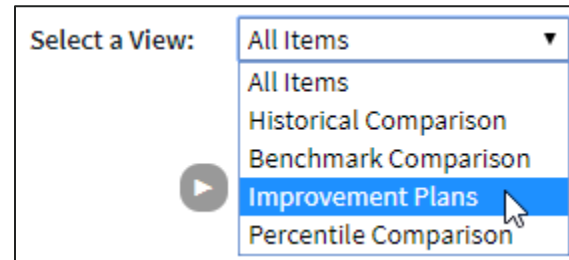 Select a View: All Items
All Items
Historical Comparison
Benchmark Comparison
Improvement Plans
Percentile Comparison